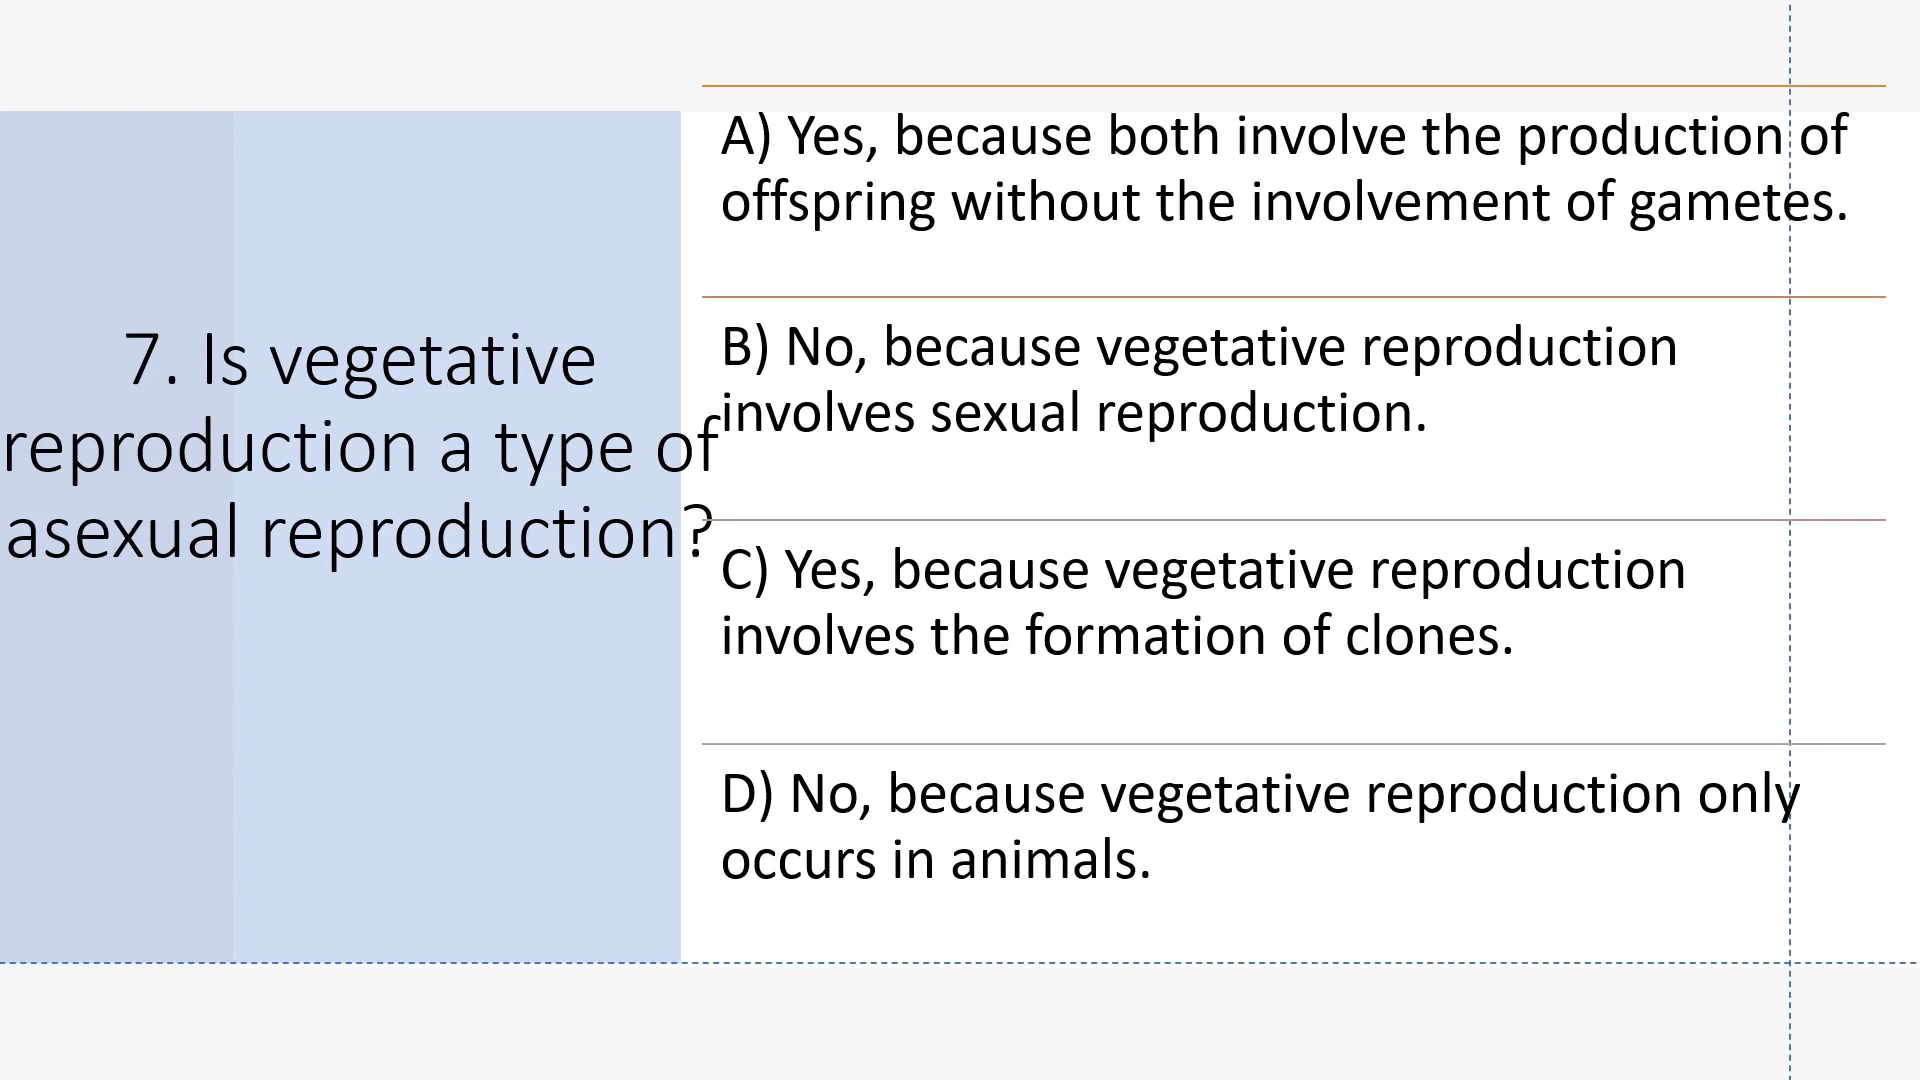 7. Is vegetative
reproduction a type of
asexual reproduction?
A) Yes, because both involve the production of
offspring without the involvement of gametes.
B) No, because vegetative reproduction
involves sexual reproduction.
C) Yes, because vegetative reproduction
involves the formation of clones.
D) No, because vegetative reproduction only
occurs in animals.